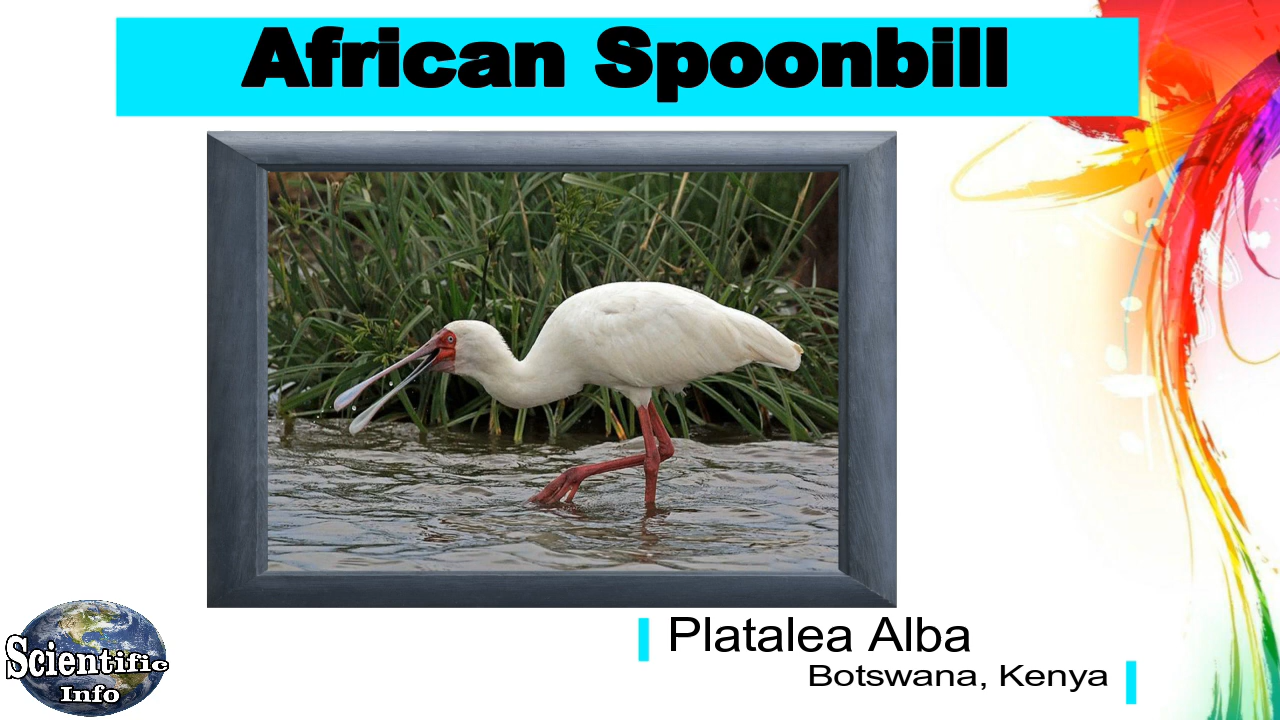 African Spoonbill
Platalea Alba
Botswana, Kenya
Scientific
Info